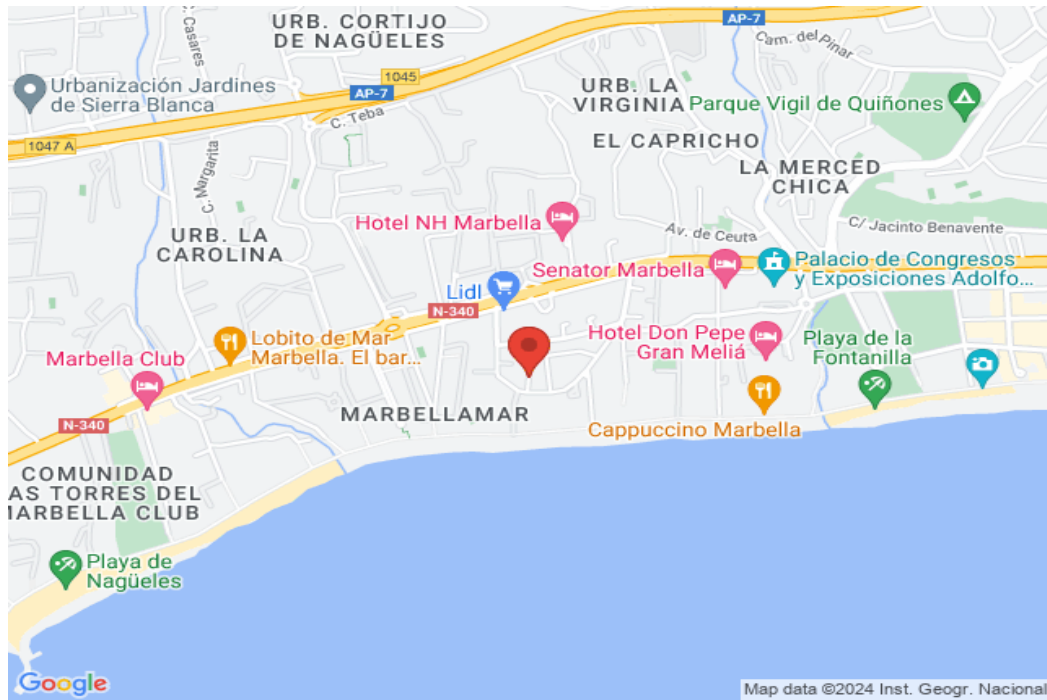 URB. CORTIJO
DE NAGÜELES
AP-7
Cam. del Pinar
C. Casares
1045
Urbanización Jardines
de Sierra Blanca
AP-7
URB. LA
VIRGINIA
Parque Vigil de Quiñones
C. Teba
1047 A
EL CAPRICHO
LA MERCED
CHICA
C. Margarita
Hotel NH Marbella
Av. de Ceuta
C/ Jacinto Benavente
URB. LA
CAROLINA
Senator Marbella
Palacio de Congresos
y Exposiciones Adolfo...
Lidl
N-340
Lobito de Mar
Marbella. El bar...
Hotel Don Pepe
Gran Meliá
Playa de la
Fontanilla
Marbella Club
MARBELLAMAR
N-340
Cappuccino Marbella
COMUNIDAD
AS TORRES DEL
MARBELLA CLUB
Playa de
Nagüeles
Google
Map data ©2024 Inst. Geogr. Nacional